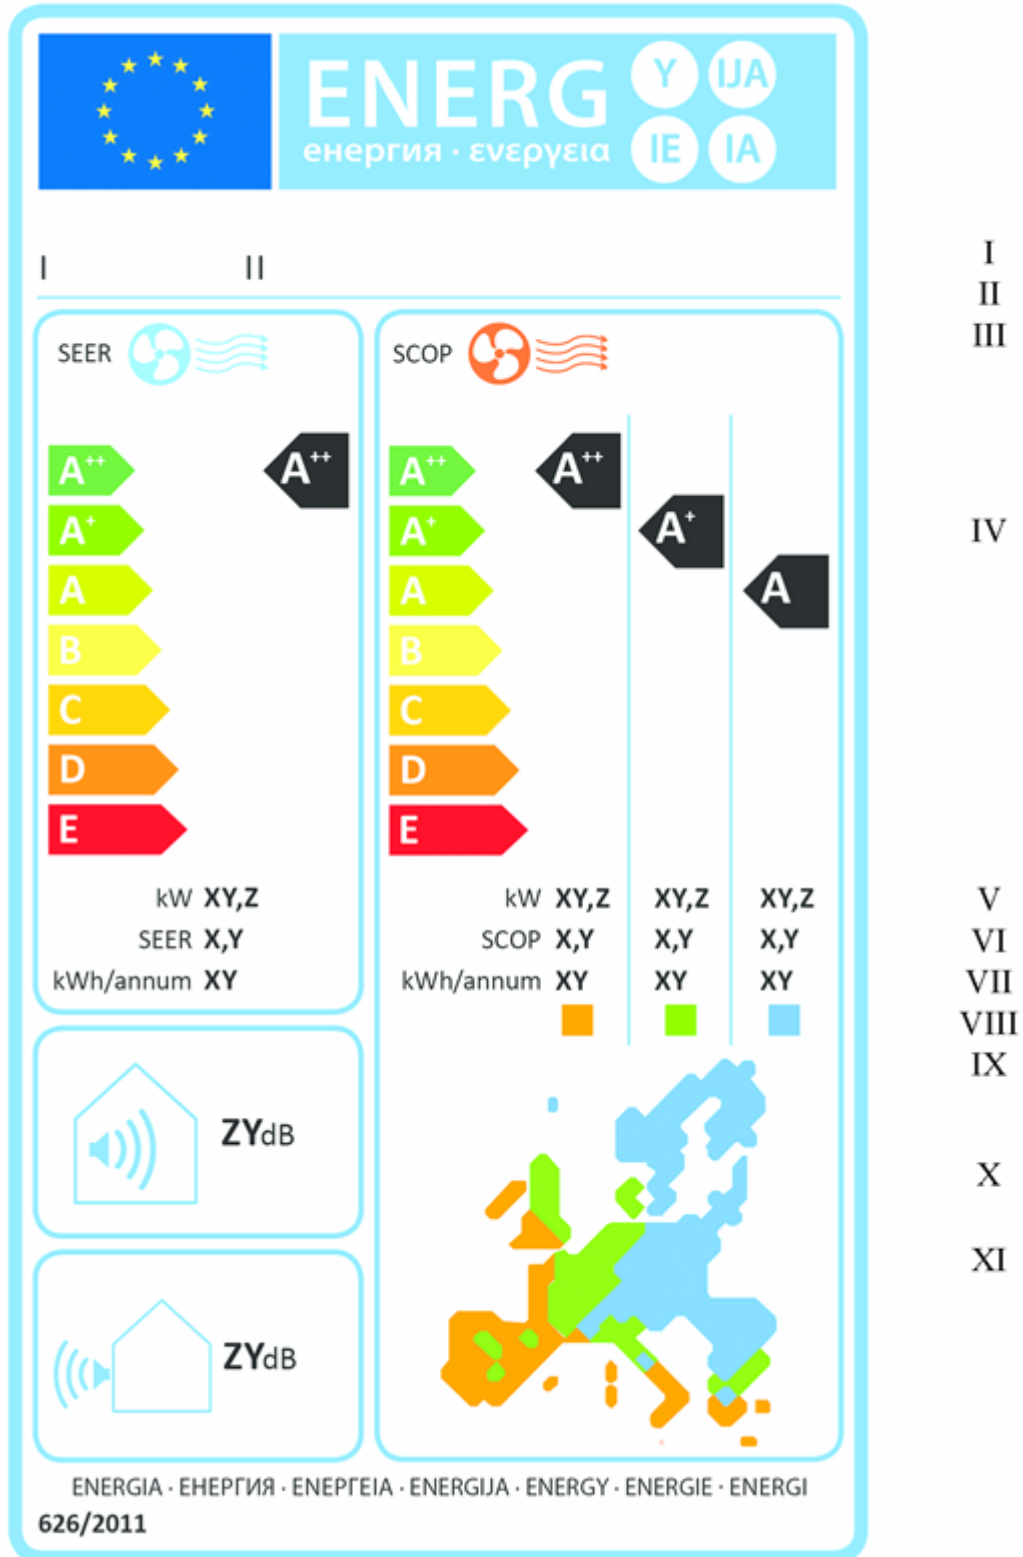 ENERG Y IJA
енергия · ενεργεια IE IA
I II
I
II
III
SEER SCOP
A++ A++ A++ A++
A+ A+ A+
IV
A A A
B B
C C
D D
E E
kW XY,Z kW XY,Z XY,Z XY,Z
V
SEER X,Y SCOP X,Y X,Y X,Y
VI
kWh/annum XY kWh/annum XY XY XY
VII
VIII
IX
ZYdB
X
XI
ZYdB
ENERGIA · ЕНЕРГИЯ · ΕΝΕΡΓΕΙΑ · ENERGIJA · ENERGY · ENERGIE · ENERGI
626/2011